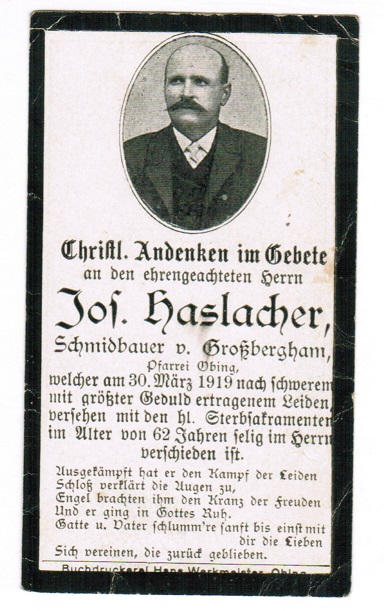 Christl. Andenken im Gebete
an den ehrengeachteten Herrn
Jos. Haslacher,
Schmidbauer v. Großbergham,
Pfarrei Obing,
welcher am 30. März 1919 nach schwerem
mit größter Geduld ertragenem Leiden,
versehen mit den hl. Sterbsakramenten
im Alter von 62 Jahren selig im Herrn
verschieden ist.
Ausgekämpft hat er den Kampf der Leiden
Schloß verklärt die Augen zu,
Engel brachten ihm den Kranz der Freuden
Und er ging in Gottes Ruh.
Gatte u. Vater schlumm're sanft bis einst mit
dir die Lieben
Sich vereinen, die zurück geblieben.
Buchdruckerei Hans Werkmeister, Obing